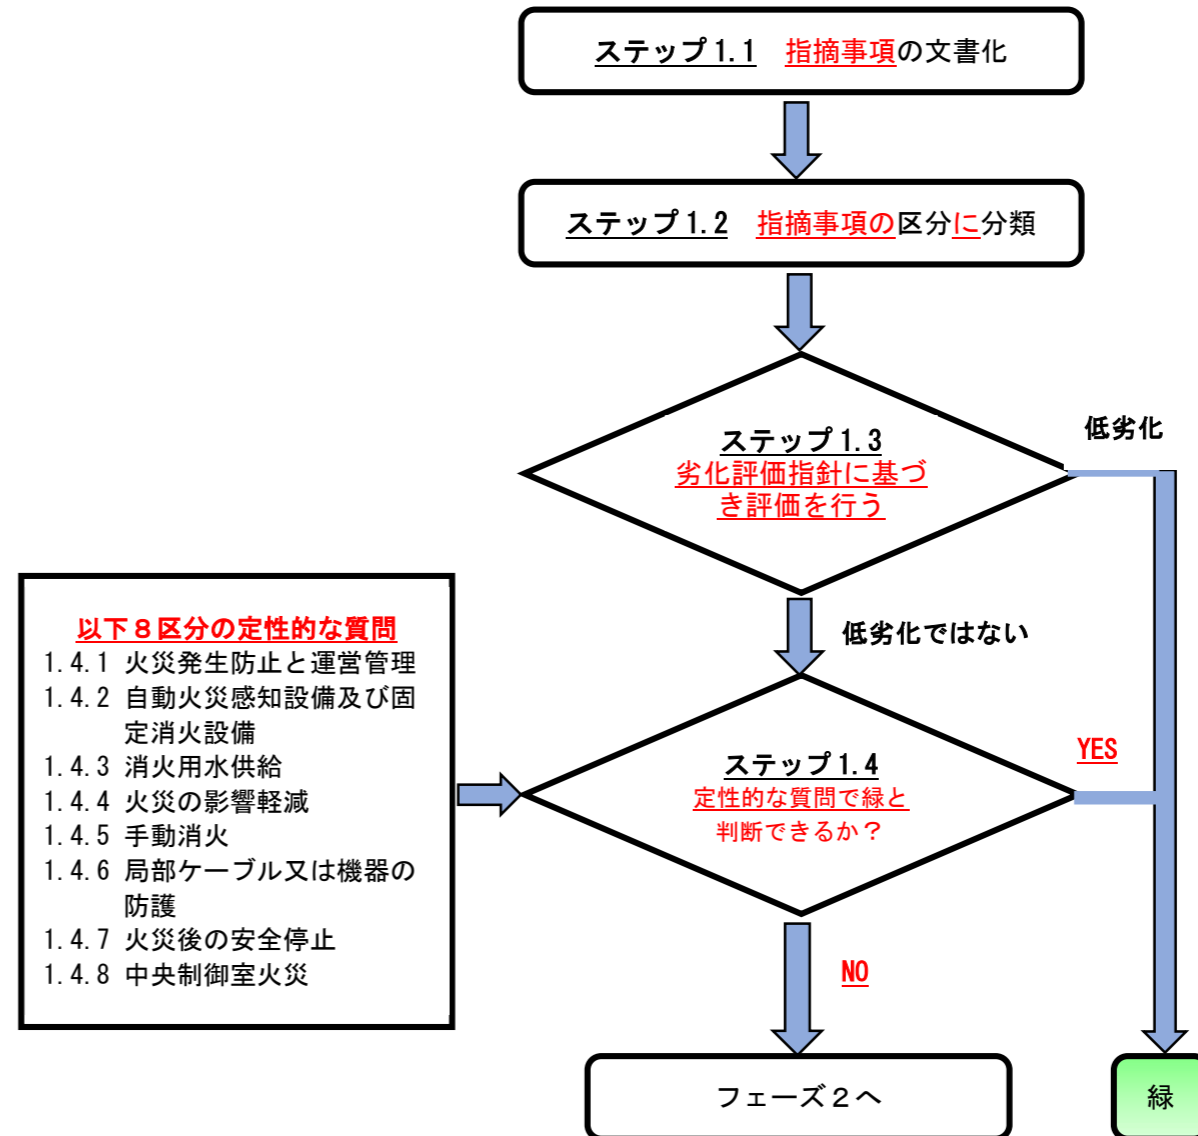 ステップ1.1　指摘事項の文書化
ステップ1.2　指摘事項の区分に分類
ステップ1.3
劣化評価指針に基づ
き評価を行う
低劣化
低劣化ではない
以下８区分の定性的な質問
1.4.1 火災発生防止と運営管理
1.4.2 自動火災感知設備及び固
定消火設備
1.4.3 消火用水供給
1.4.4 火災の影響軽減
1.4.5 手動消火
1.4.6 局部ケーブル又は機器の
防護
1.4.7 火災後の安全停止
1.4.8 中央制御室火災
ステップ1.4
定性的な質問で緑と
判断できるか？
YES
NO
フェーズ２へ
緑